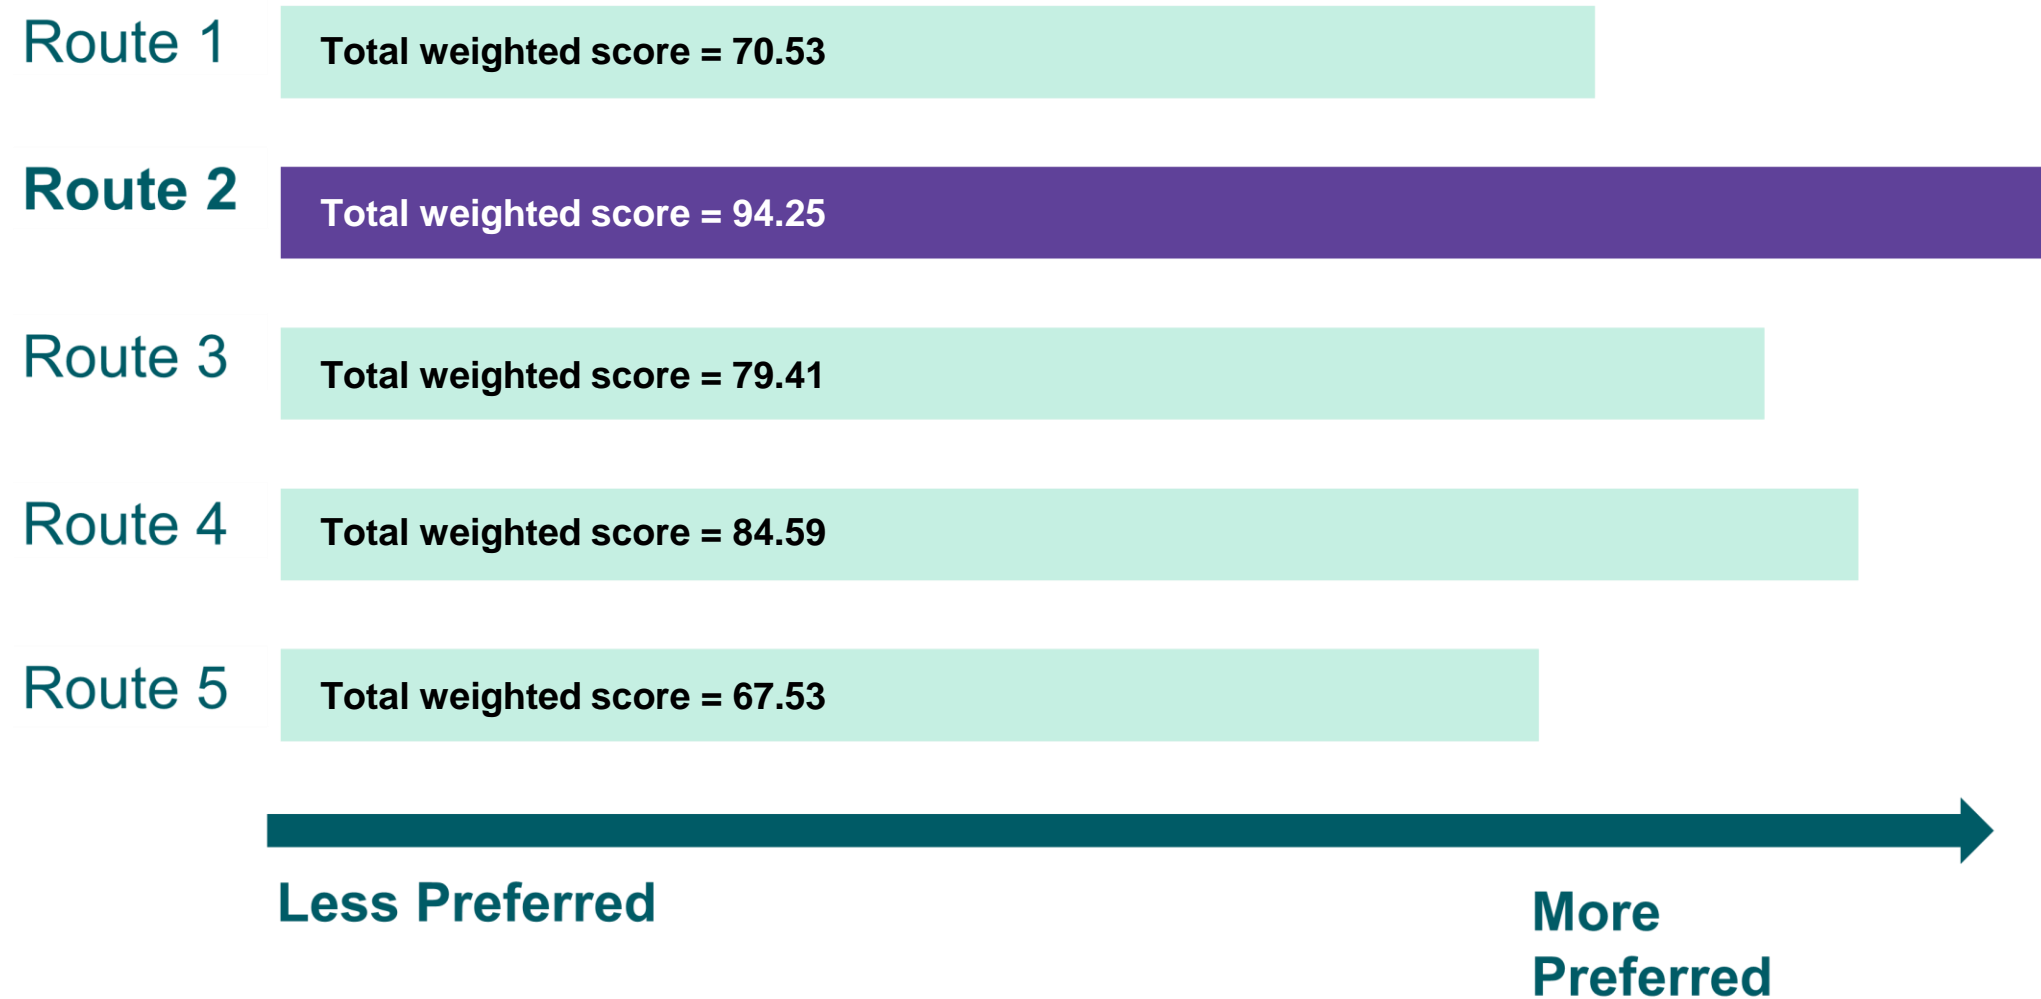 Route 1
Total weighted score = 70.53
Route 2
Total weighted score = 94.25
Route 3
Total weighted score = 79.41
Route 4
Total weighted score = 84.59
Route 5
Total weighted score = 67.53
Less Preferred
More
Preferred